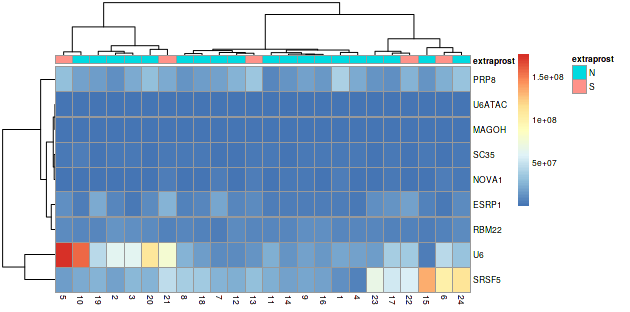 extraprost
extraprost
N
S
1.5e+08
1e+08
5e+07
PRP8
U6ATAC
MAGOH
SC35
NOVA1
ESRP1
RBM22
U6
SRSF5
5 10 19 2 3 20 21 8 18 7 12 13 11 14 9 16 1 4 23 17 22 15 6 24